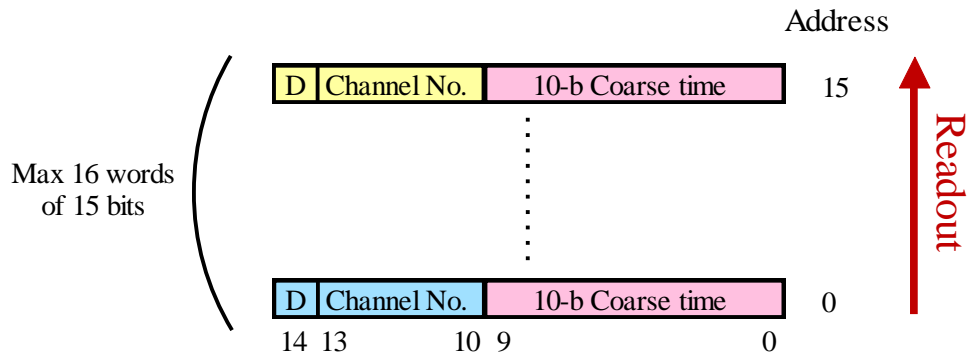 Address
D Channel No. 10-b Coarse time 15
Max 16 words
of 15 bits
Readout
D Channel No. 10-b Coarse time 0
14 13 10 9 0